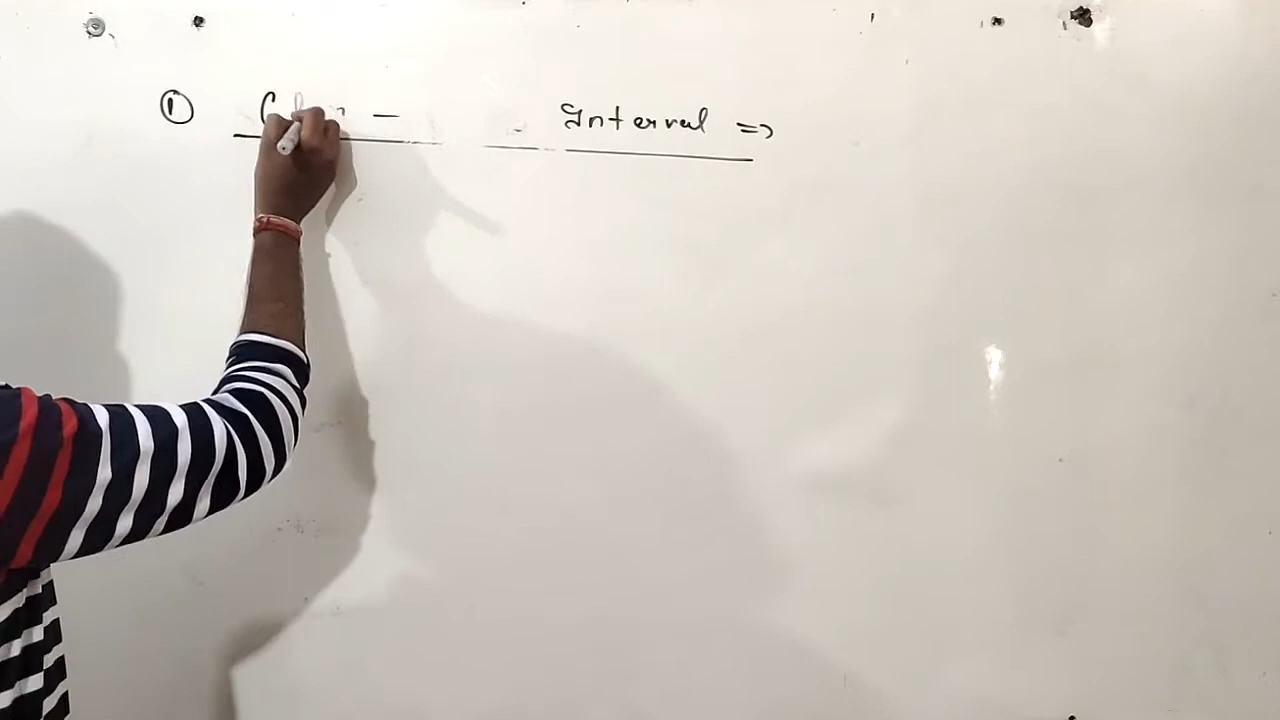 ① — Interval =>